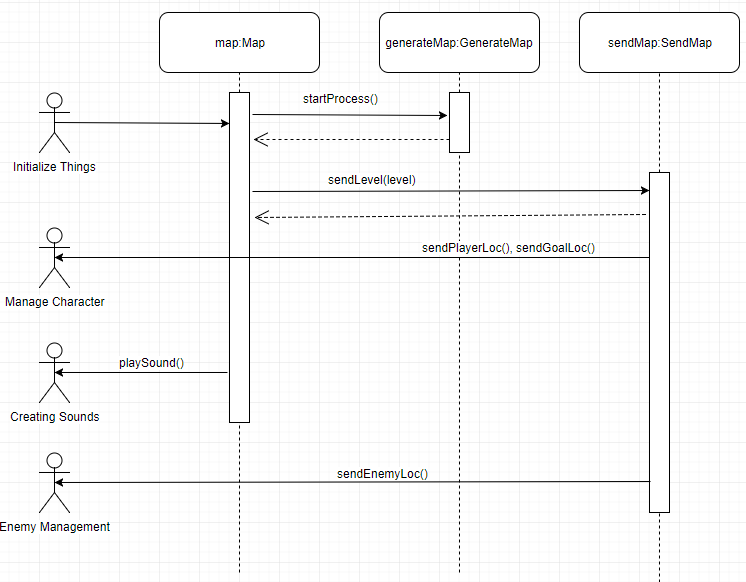 map:Map
generateMap:GenerateMap
sendMap:SendMap
startProcess()
Initialize Things
sendLevel(level)
sendPlayerLoc(), sendGoalLoc()
Manage Character
playSound()
Creating Sounds
sendEnemyLoc()
Enemy Management